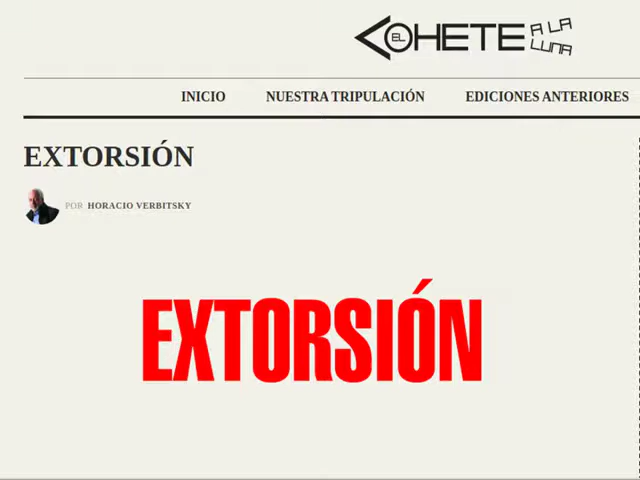 EL COHETE A LA LUNA
INICIO NUESTRA TRIPULACIÓN EDICIONES ANTERIORES
EXTORSIÓN
POR HORACIO VERBITSKY
EXTORSIÓN